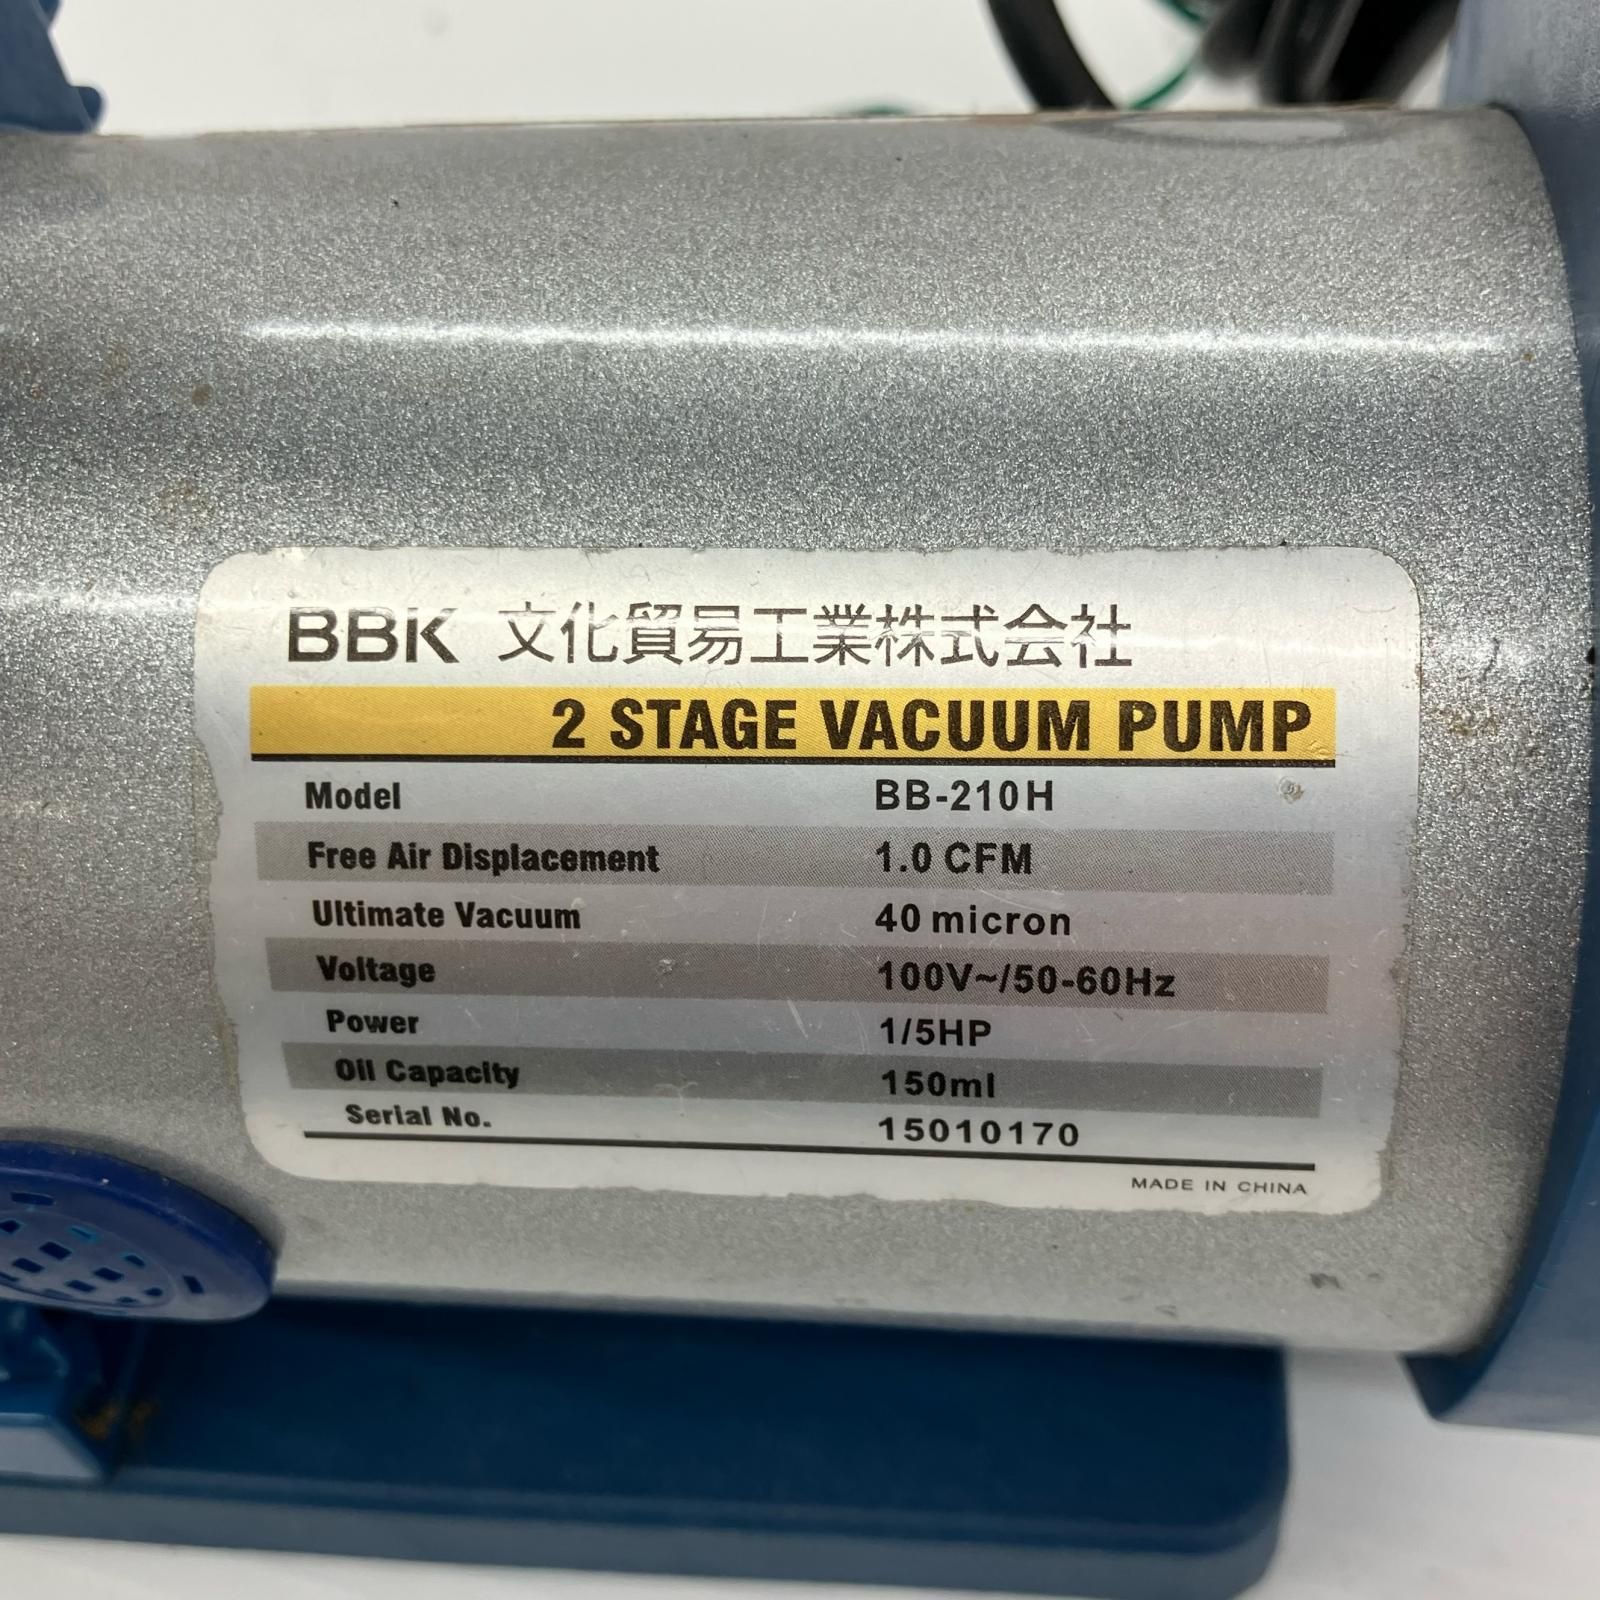 BBK 文化貿易工業株式会社
2 STAGE VACUUM PUMP
Model BB-210H
Free Air Displacement 1.0 CFM
Ultimate Vacuum 40 micron
Voltage 100V~/50-60Hz
Power 1/5HP
Oil Capacity 150ml
Serial No. 15010170
MADE IN CHINA